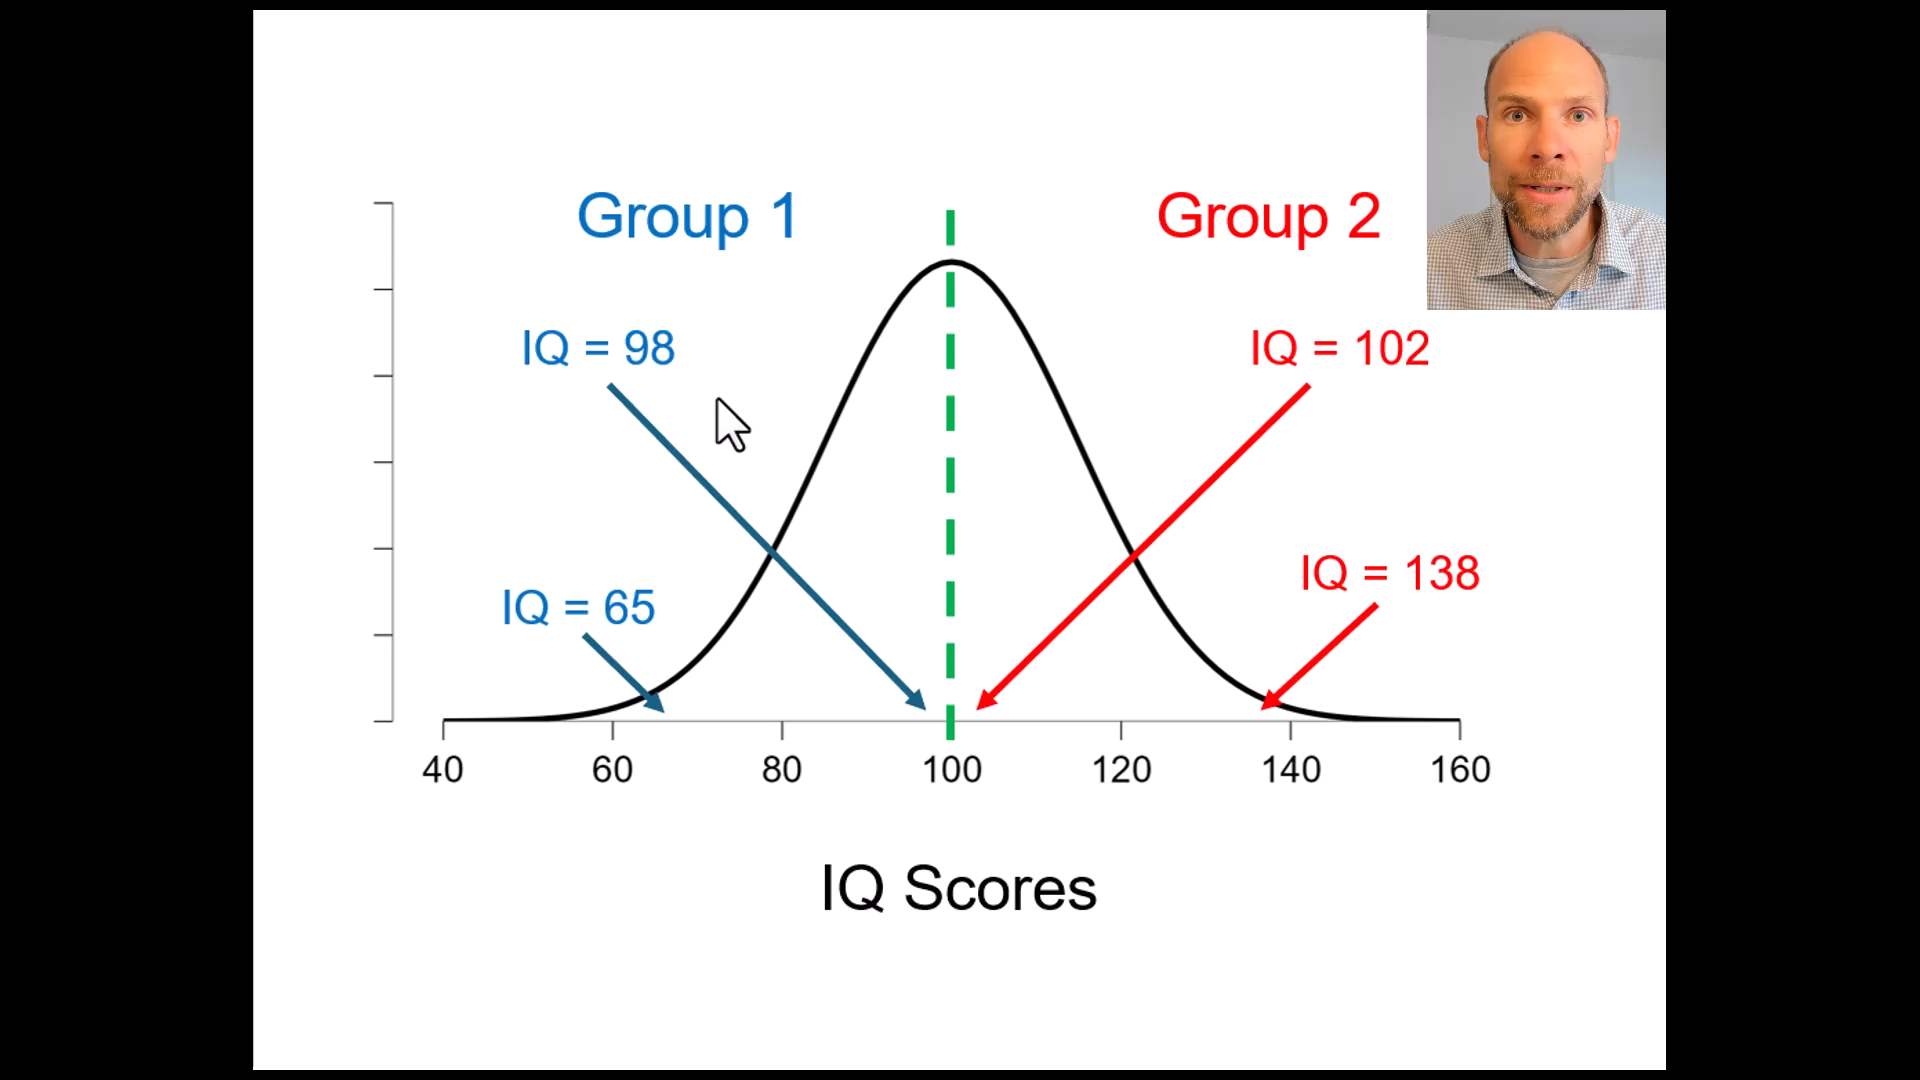 Group 1
Group 2
IQ = 98
IQ = 102
IQ = 138
IQ = 65
40 60 80 100 120 140 160
IQ Scores